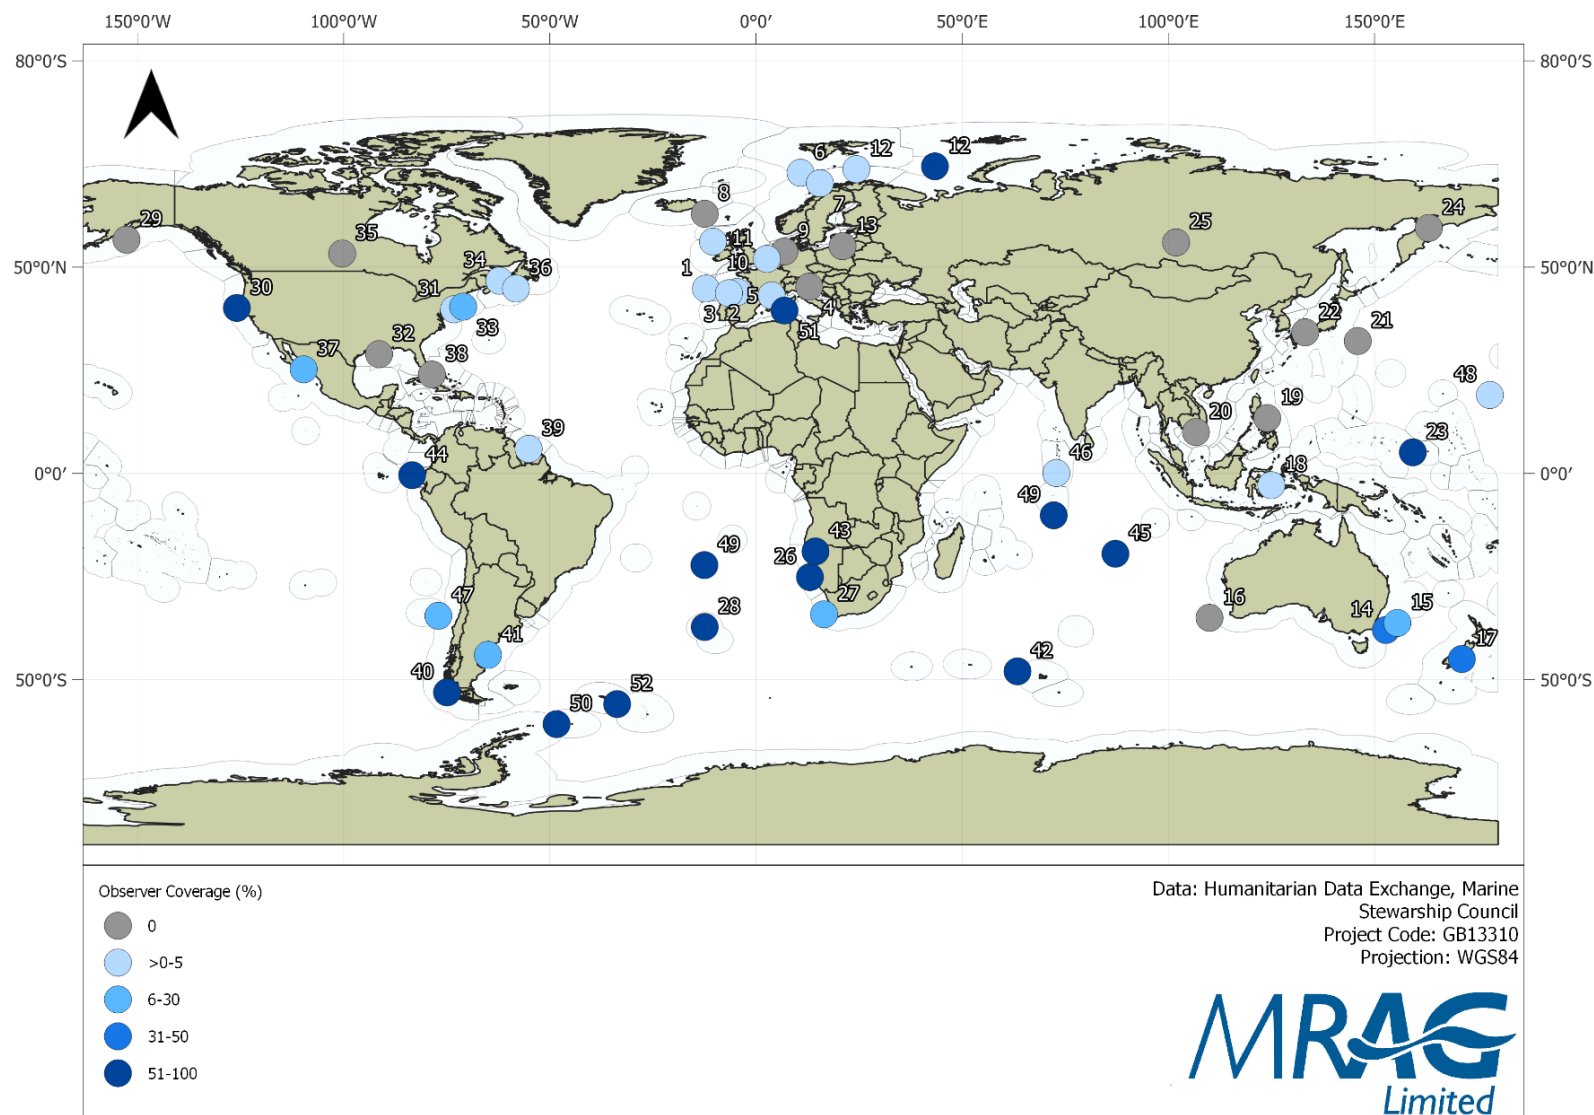 150°0'W 100°0'W 50°0'W 0°0' 50°0'E 100°0'E 150°0'E
80°0'S 80°0'S
12 12
6
8
29 35 7 9 13 25 24
11
50°0'N 34 36 1 10 50°0'N
30 31 5
33 3 2 4 51 22 21
37 32 38
48
20 19
39 23
44 46
0°0' 18 0°0'
49
49 43 45
26
47 28 27 16 14 15
41 17
40 42
50°0'S 52 50°0'S
50
Observer Coverage (%)
0
>0-5
6-30
31-50
51-100
Data: Humanitarian Data Exchange, Marine
Stewarship Council
Project Code: GB13310
Projection: WGS84
MRAG
Limited